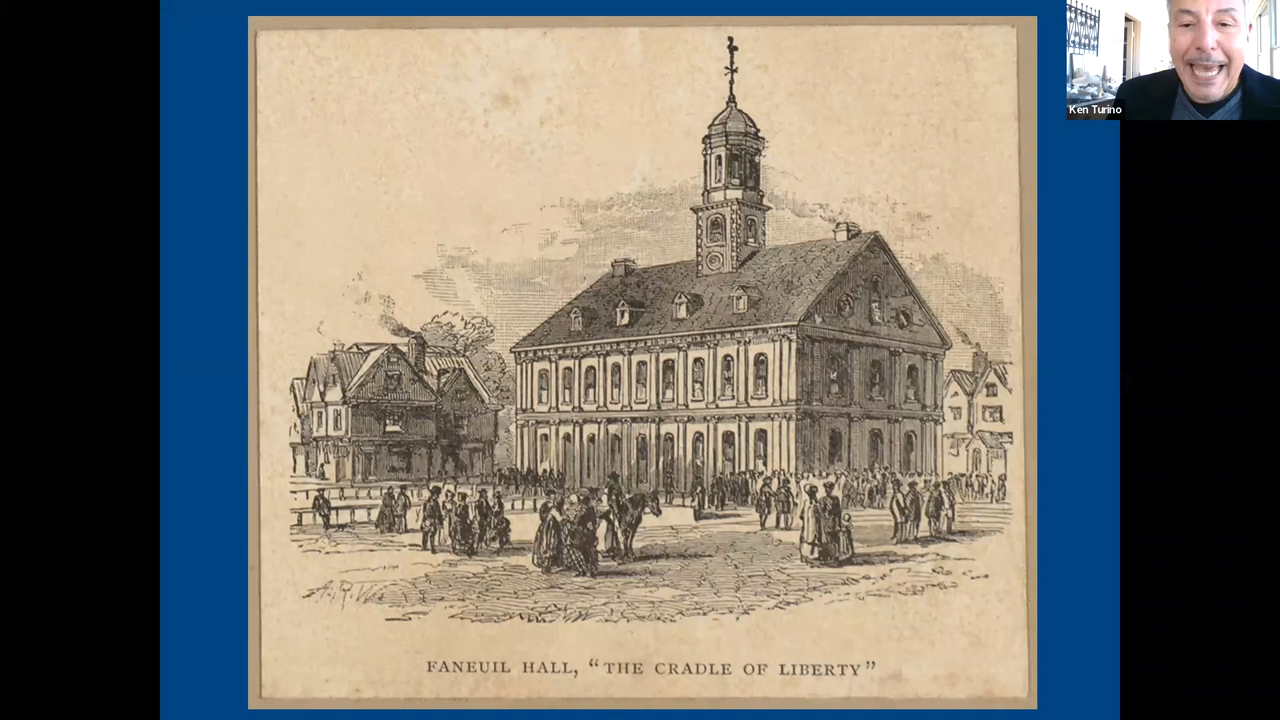 Ken Turino
A.R.W.
FANEUIL HALL, “THE CRADLE OF LIBERTY”